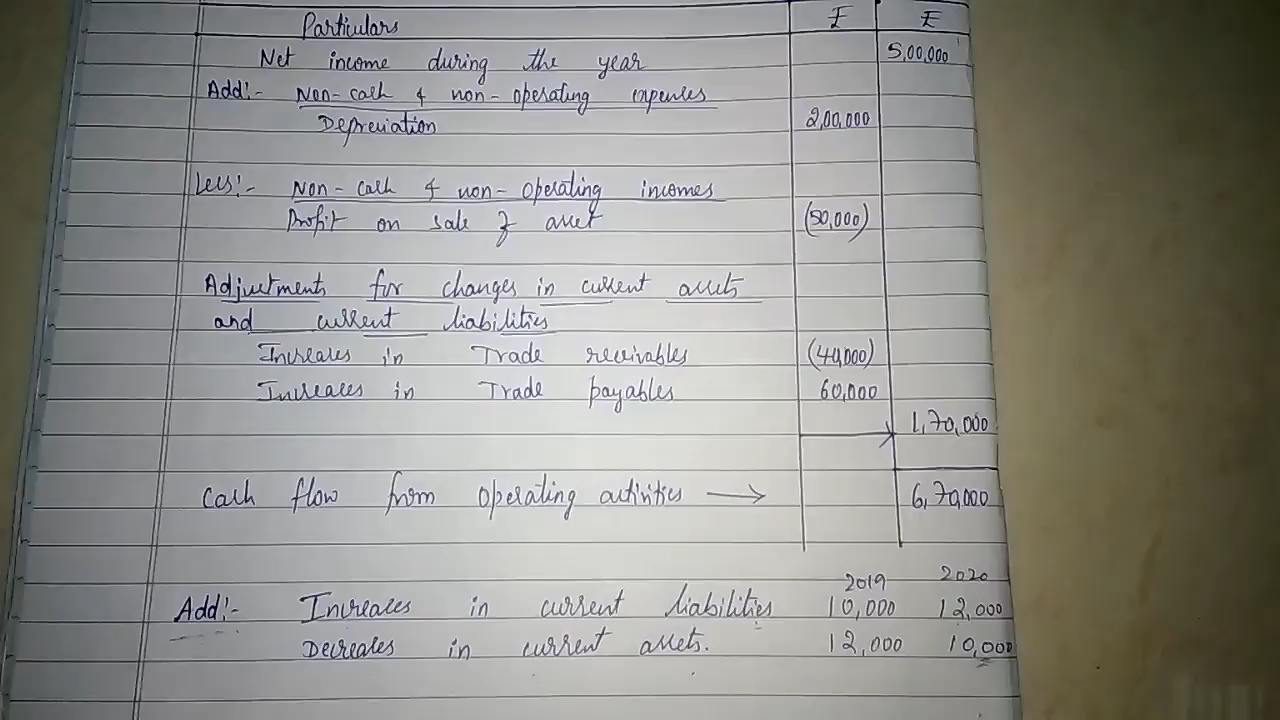 Particulars ₹ ₹
Net income during the year 5,00,000
Add:- Non-cash & non-operating expenses
Depreciation 2,00,000
Less:- Non-cash & non-operating incomes
Profit on sale of asset (50,000)
Adjustments for changes in current assets
and current liabilities
Increases in Trade receivables (40,000)
Increases in Trade payables 60,000
1,70,000
Cash flow from operating activities → 6,70,000
2019 2020
Add:- Increases in current liabilities 10,000 12,000
Decreases in current assets. 12,000 10,000